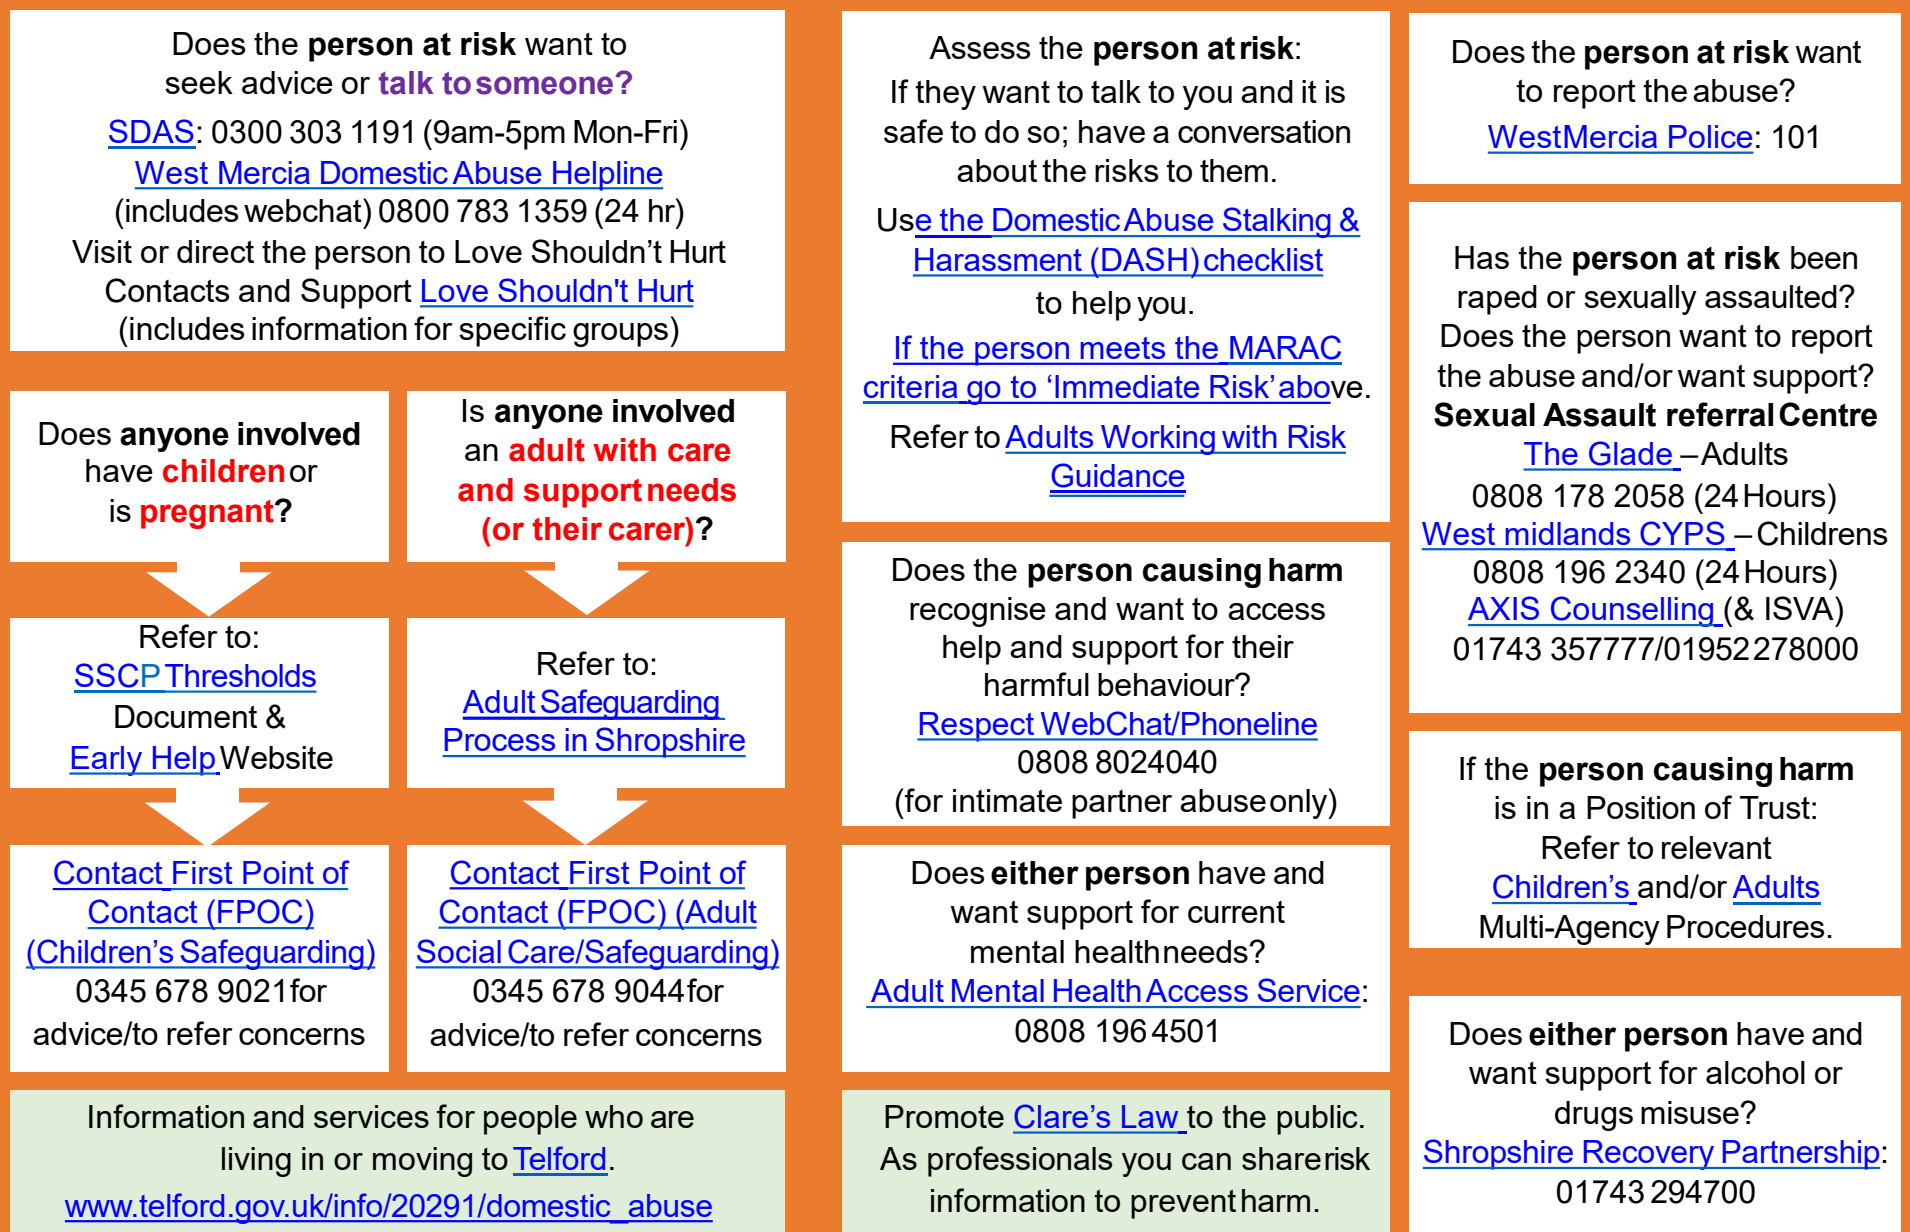 Does the person at risk want to
seek advice or talk to someone?
SDAS: 0300 303 1191 (9am-5pm Mon-Fri)
West Mercia Domestic Abuse Helpline
(includes webchat) 0800 783 1359 (24 hr)
Visit or direct the person to Love Shouldn’t Hurt
Contacts and Support Love Shouldn't Hurt
(includes information for specific groups)
Does anyone involved
have children or
is pregnant?
Refer to:
SSCP Thresholds
Document &
Early Help Website
Contact First Point of
Contact (FPOC)
(Children’s Safeguarding)
0345 678 9021 for
advice/to refer concerns
Is anyone involved
an adult with care
and support needs
(or their carer)?
Refer to:
Adult Safeguarding
Process in Shropshire
Contact First Point of
Contact (FPOC) (Adult
Social Care/Safeguarding)
0345 678 9044 for
advice/to refer concerns
Information and services for people who are
living in or moving to Telford.
www.telford.gov.uk/info/20291/domestic_abuse
Assess the person at risk:
If they want to talk to you and it is
safe to do so; have a conversation
about the risks to them.
Use the Domestic Abuse Stalking &
Harassment (DASH) checklist
to help you.
If the person meets the MARAC
criteria go to ‘Immediate Risk’ above.
Refer to Adults Working with Risk
Guidance
Does the person causing harm
recognise and want to access
help and support for their
harmful behaviour?
Respect WebChat/Phoneline
0808 8024040
(for intimate partner abuse only)
Does either person have and
want support for current
mental health needs?
Adult Mental Health Access Service:
0808 196 4501
Promote Clare’s Law to the public.
As professionals you can share risk
information to prevent harm.
Does the person at risk want
to report the abuse?
West Mercia Police: 101
Has the person at risk been
raped or sexually assaulted?
Does the person want to report
the abuse and/or want support?
Sexual Assault referral Centre
The Glade – Adults
0808 178 2058 (24 Hours)
West midlands CYPS – Childrens
0808 196 2340 (24 Hours)
AXIS Counselling (& ISVA)
01743 357777/01952 278000
If the person causing harm
is in a Position of Trust:
Refer to relevant
Children’s and/or Adults
Multi-Agency Procedures.
Does either person have and
want support for alcohol or
drugs misuse?
Shropshire Recovery Partnership:
01743 294700